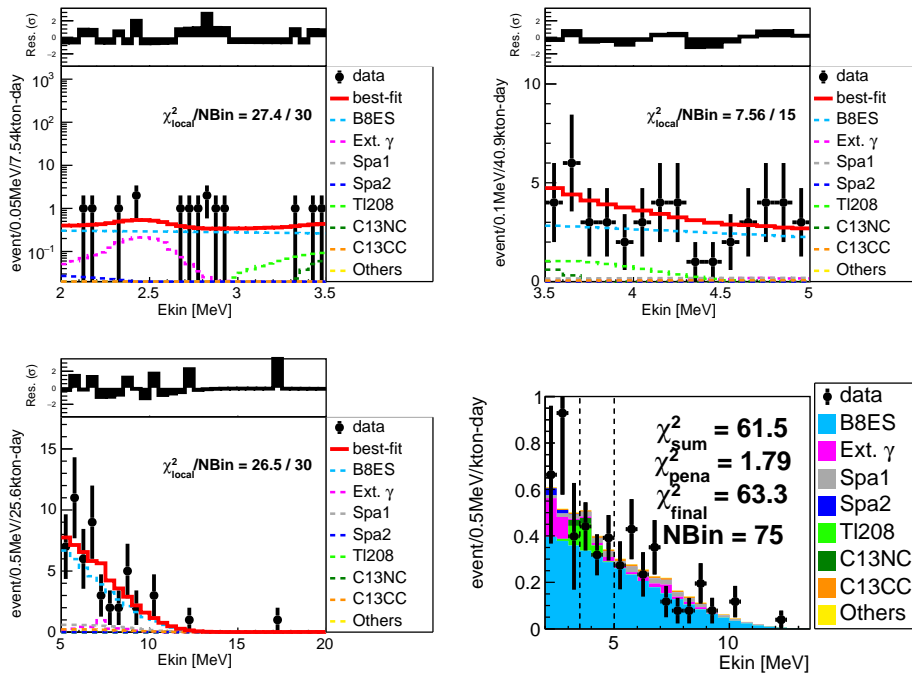 Res. (σ)
2
0
−2
event/0.05MeV/7.54kton-day
10³
10²
10
1
10⁻¹
χ²local/NBin = 27.4 / 30
data
best-fit
B8ES
Ext. γ
Spa1
Spa2
Tl208
C13NC
C13CC
Others
2 2.5 3 3.5
Ekin [MeV]
Res. (σ)
2
0
−2
event/0.1MeV/40.9kton-day
10
5
0
χ²local/NBin = 7.56 / 15
data
best-fit
B8ES
Ext. γ
Spa1
Spa2
Tl208
C13NC
C13CC
Others
3.5 4 4.5 5
Ekin [MeV]
Res. (σ)
2
0
−2
event/0.5MeV/25.6kton-day
15
10
5
0
χ²local/NBin = 26.5 / 30
data
best-fit
B8ES
Ext. γ
Spa1
Spa2
Tl208
C13NC
C13CC
Others
5 10 15 20
Ekin [MeV]
event/0.5MeV/kton-day
1
0.8
0.6
0.4
0.2
0
χ²sum = 61.5
χ²pena = 1.79
χ²final = 63.3
NBin = 75
data
B8ES
Ext. γ
Spa1
Spa2
Tl208
C13NC
C13CC
Others
5 10
Ekin [MeV]